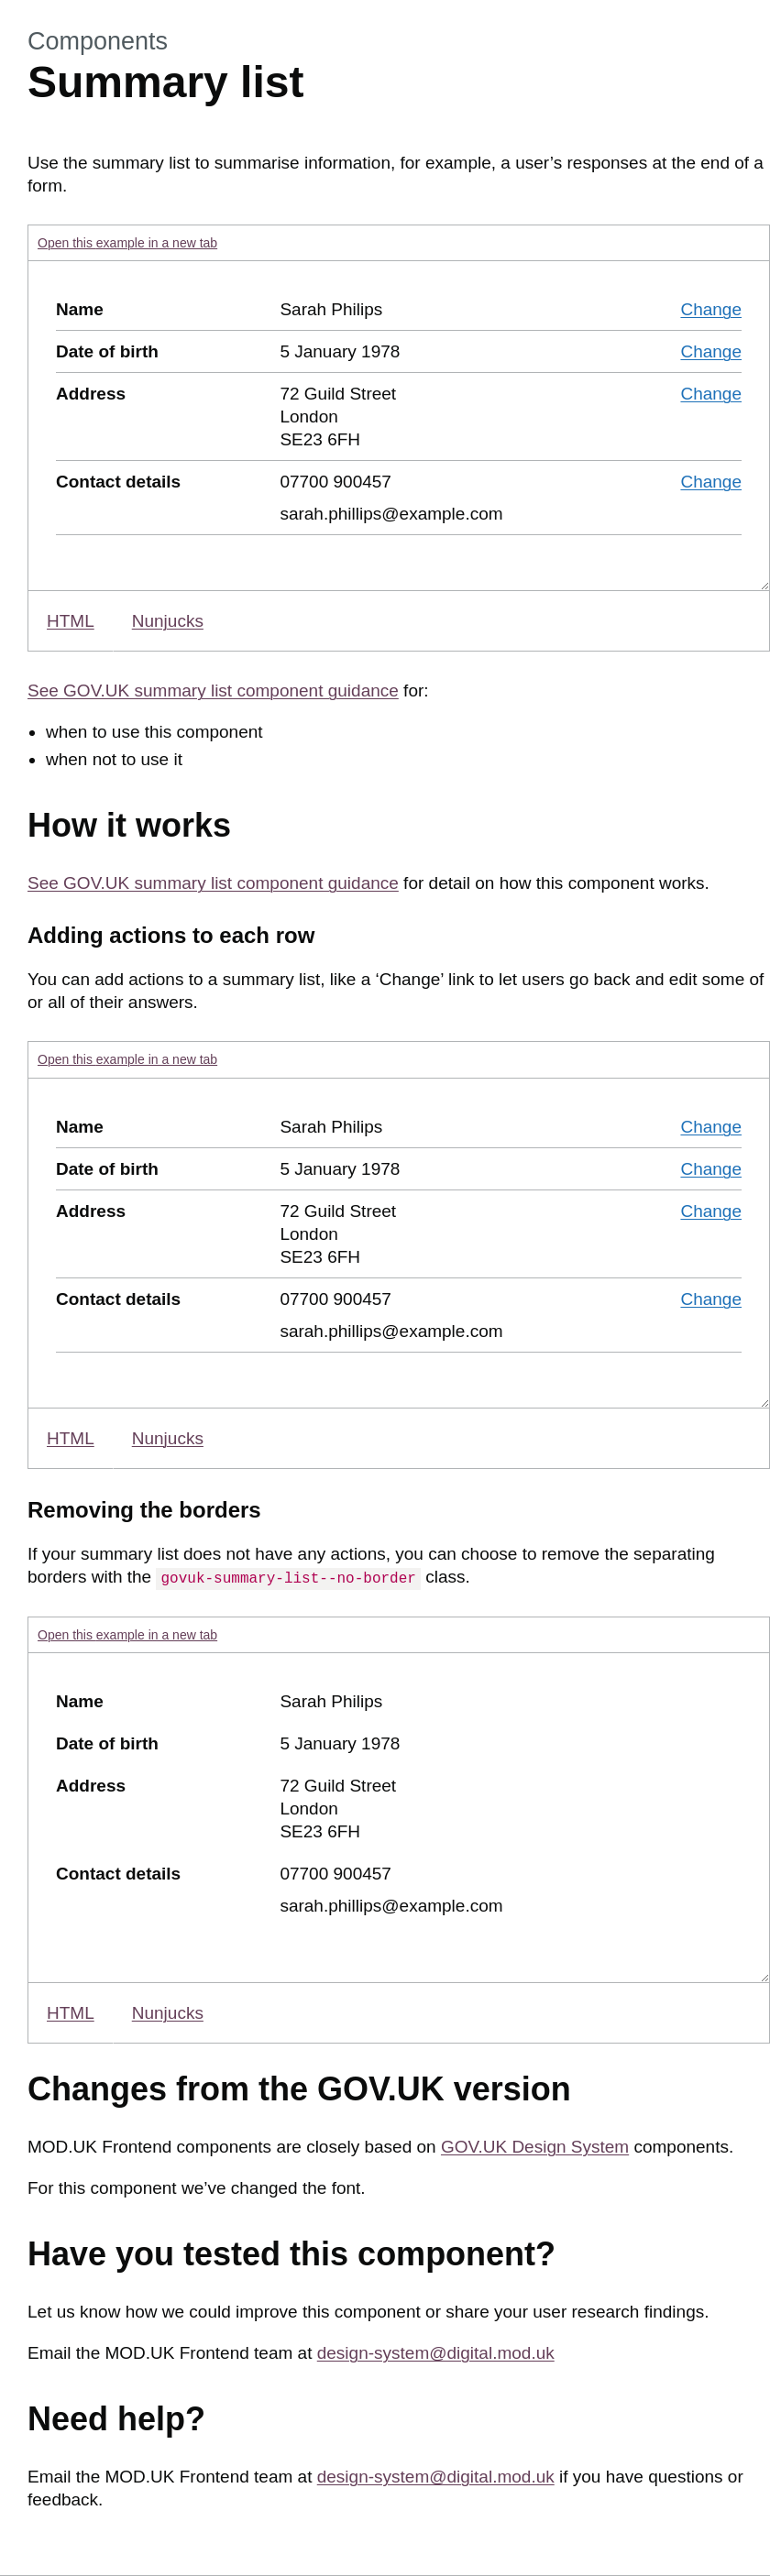 Components
Summary list
Use the summary list to summarise information, for example, a user’s responses at the end of a
form.
Open this example in a new tab
Name Sarah Philips Change
Date of birth 5 January 1978 Change
Address 72 Guild Street Change
London
SE23 6FH
Contact details 07700 900457 Change
sarah.phillips@example.com
HTML Nunjucks
See GOV.UK summary list component guidance for:
• when to use this component
• when not to use it
How it works
See GOV.UK summary list component guidance for detail on how this component works.
Adding actions to each row
You can add actions to a summary list, like a ‘Change’ link to let users go back and edit some of
or all of their answers.
Open this example in a new tab
Name Sarah Philips Change
Date of birth 5 January 1978 Change
Address 72 Guild Street Change
London
SE23 6FH
Contact details 07700 900457 Change
sarah.phillips@example.com
HTML Nunjucks
Removing the borders
If your summary list does not have any actions, you can choose to remove the separating
borders with the govuk-summary-list--no-border class.
Open this example in a new tab
Name Sarah Philips
Date of birth 5 January 1978
Address 72 Guild Street
London
SE23 6FH
Contact details 07700 900457
sarah.phillips@example.com
HTML Nunjucks
Changes from the GOV.UK version
MOD.UK Frontend components are closely based on GOV.UK Design System components.
For this component we’ve changed the font.
Have you tested this component?
Let us know how we could improve this component or share your user research findings.
Email the MOD.UK Frontend team at design-system@digital.mod.uk
Need help?
Email the MOD.UK Frontend team at design-system@digital.mod.uk if you have questions or
feedback.